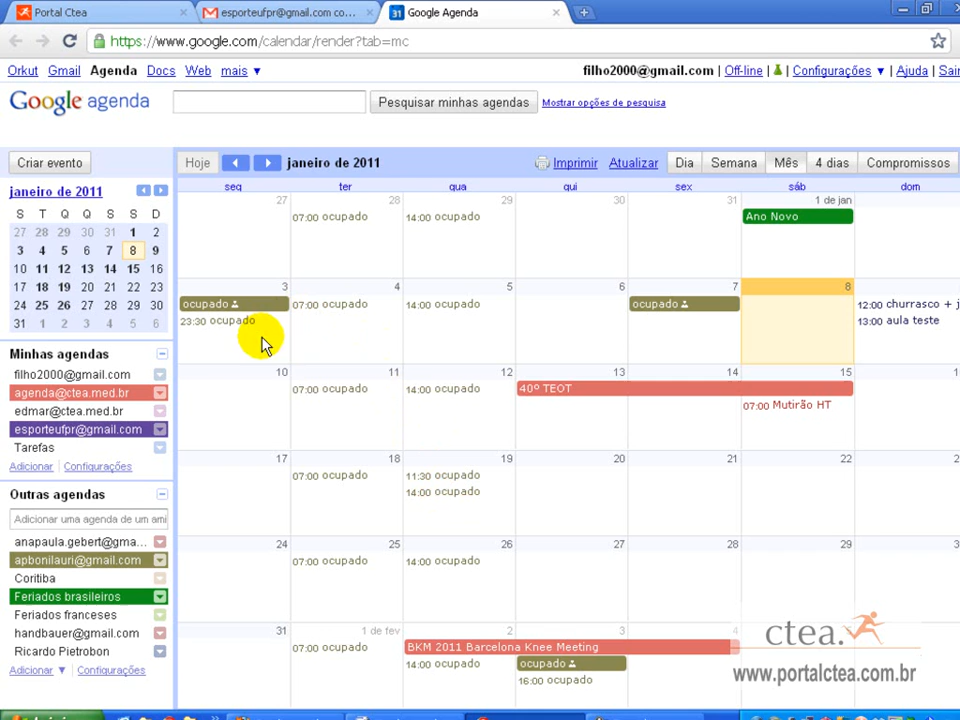 Portal Ctea
esporteufpr@gmail.com co...
31 Google Agenda
https://www.google.com/calendar/render?tab=mc
Orkut Gmail Agenda Docs Web mais ▼
filho2000@gmail.com | Off-line | Configurações ▼ | Ajuda | Sair
Google agenda
Pesquisar minhas agendas
Mostrar opções de pesquisa
Criar evento
Hoje
janeiro de 2011
Imprimir Atualizar Dia Semana Mês 4 dias Compromissos
janeiro de 2011
S T Q Q S S D
27 28 29 30 31 1 2
3 4 5 6 7 8 9
10 11 12 13 14 15 16
17 18 19 20 21 22 23
24 25 26 27 28 29 30
31 1 2 3 4 5 6
Minhas agendas
filho2000@gmail.com
agenda@ctea.med.br
edmar@ctea.med.br
esporteufpr@gmail.com
Tarefas
Adicionar | Configurações
Outras agendas
Adicionar uma agenda de um ami
anapaula.gebert@gma...
apbonilauri@gmail.com
Coritiba
Feriados brasileiros
Feriados franceses
handbauer@gmail.com
Ricardo Pietrobon
Adicionar ▼ | Configurações
seg ter qua qui sex sáb dom
27 28 29 30 31 1 de jan
07:00 ocupado
14:00 ocupado
Ano Novo
3 4 5 6 7 8
ocupado
23:30 ocupado
07:00 ocupado
14:00 ocupado
ocupado
12:00 churrasco + j
13:00 aula teste
10 11 12 13 14 15
07:00 ocupado
14:00 ocupado
40º TEOT
07:00 Mutirão HT
17 18 19 20 21 22
07:00 ocupado
11:30 ocupado
14:00 ocupado
24 25 26 27 28 29
07:00 ocupado
14:00 ocupado
31 1 de fev 2 3 4
07:00 ocupado
BKM 2011 Barcelona Knee Meeting
14:00 ocupado
ocupado
16:00 ocupado
ctea.
www.portalctea.com.br